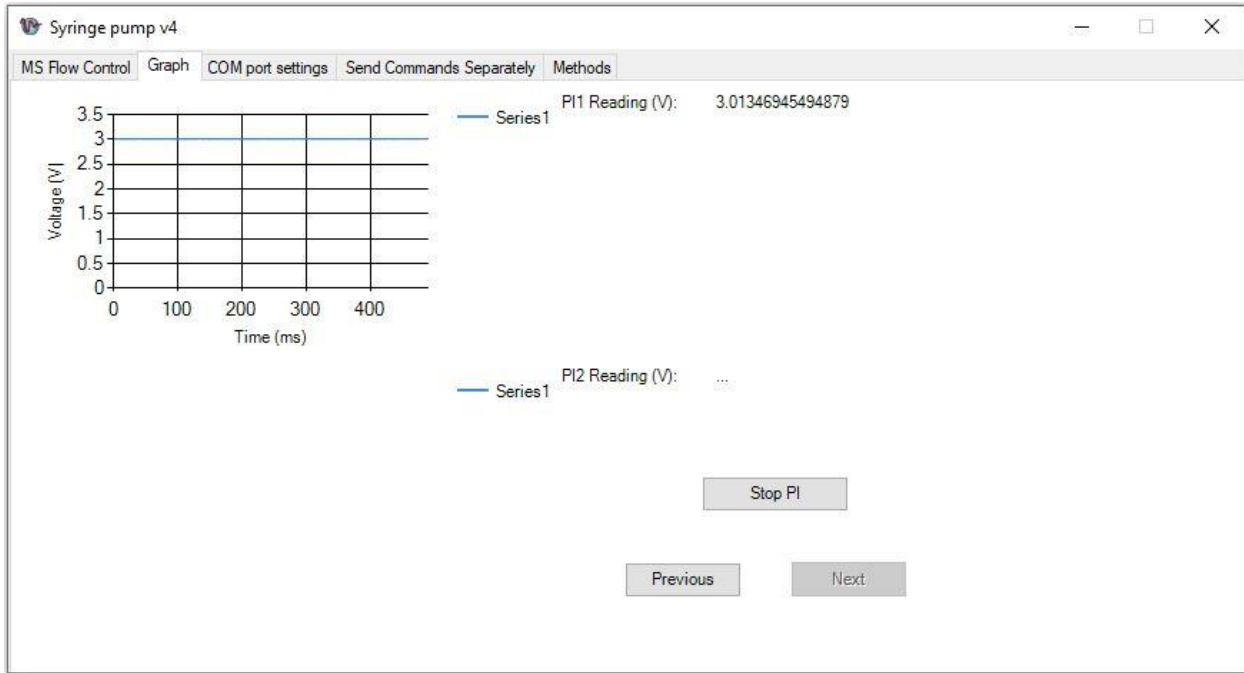 Syringe pump v4
MS Flow Control Graph COM port settings Send Commands Separately Methods
3.5
3
2.5
2
1.5
1
0.5
0
Voltage (V)
0 100 200 300 400
Time (ms)
Series1
PI1 Reading (V): 3.01346945494879
Series1
PI2 Reading (V): ...
Stop PI
Previous Next